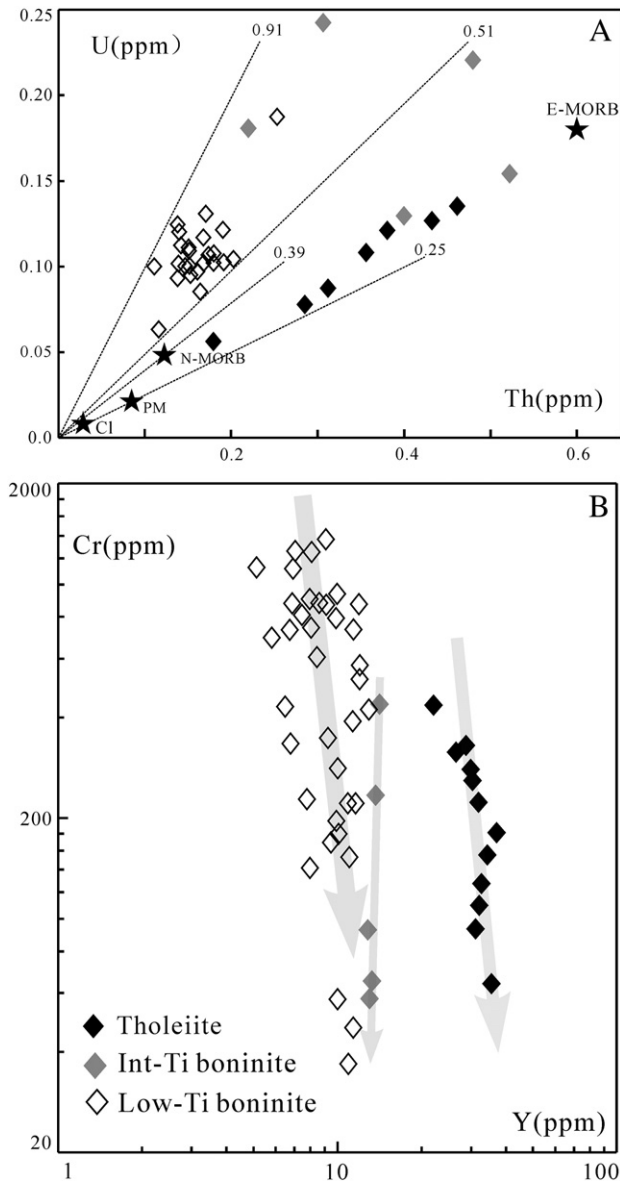 0.25
U(ppm)
A
0.91
0.51
0.20
E-MORB
0.15
0.10
0.39
0.25
0.05
N-MORB
PM
CI
Th(ppm)
0.0
0.2
0.4
0.6
2000
B
Cr(ppm)
200
Tholeiite
Int-Ti boninite
Low-Ti boninite
Y(ppm)
20
1
10
100